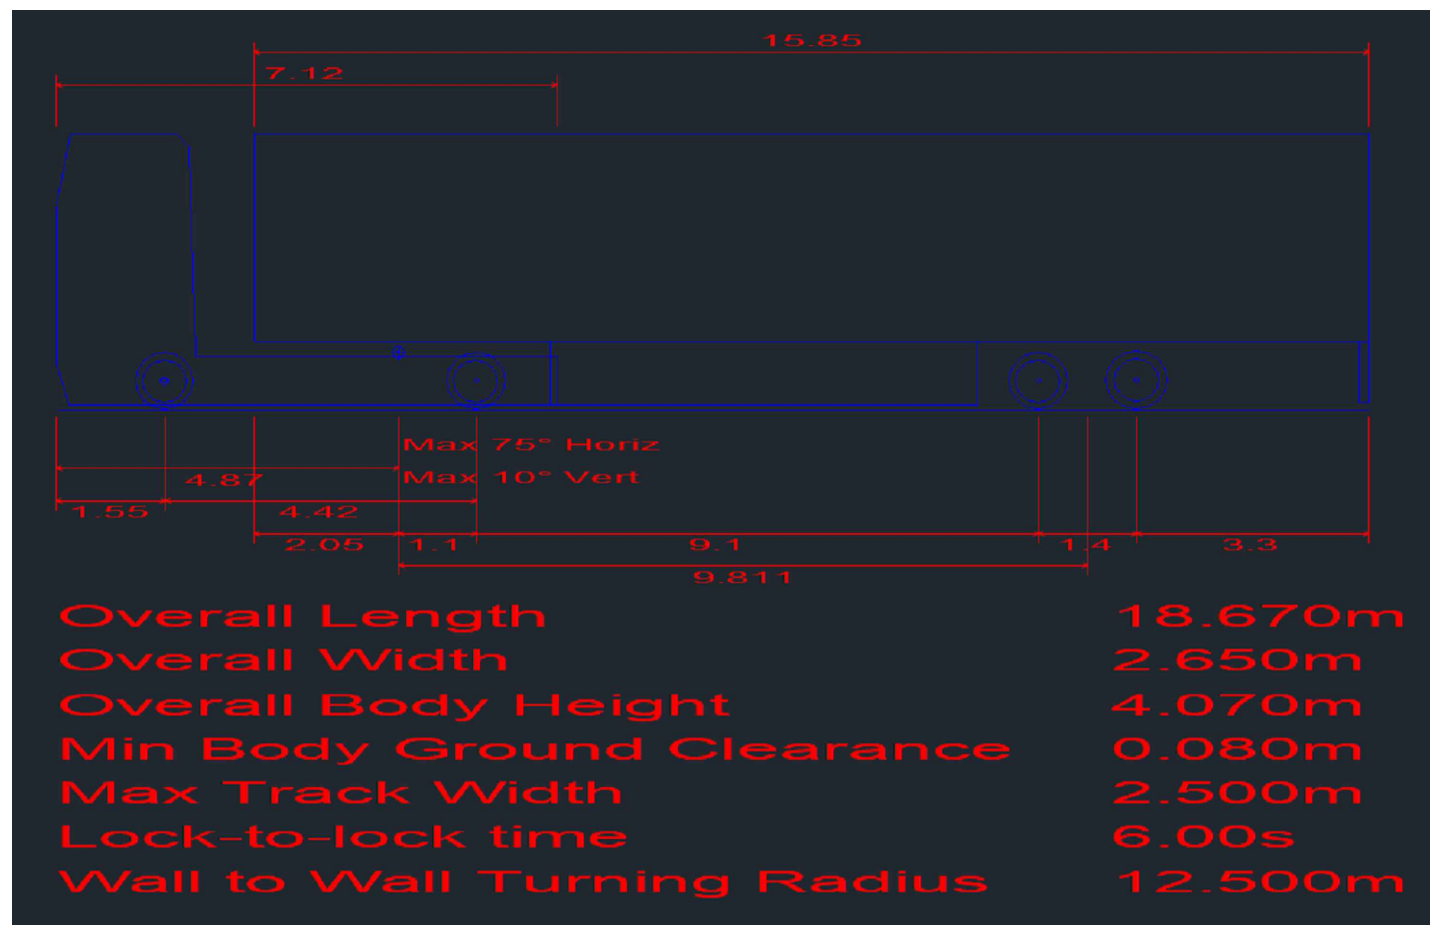 15.85
7.12
Max 75° Horiz
4.87
Max 10° Vert
1.55
4.42
2.05
1.1
9.1
1.4
3.3
9.811
Overall Length 18.670m
Overall Width 2.650m
Overall Body Height 4.070m
Min Body Ground Clearance 0.080m
Max Track Width 2.500m
Lock-to-lock time 6.00s
Wall to Wall Turning Radius 12.500m